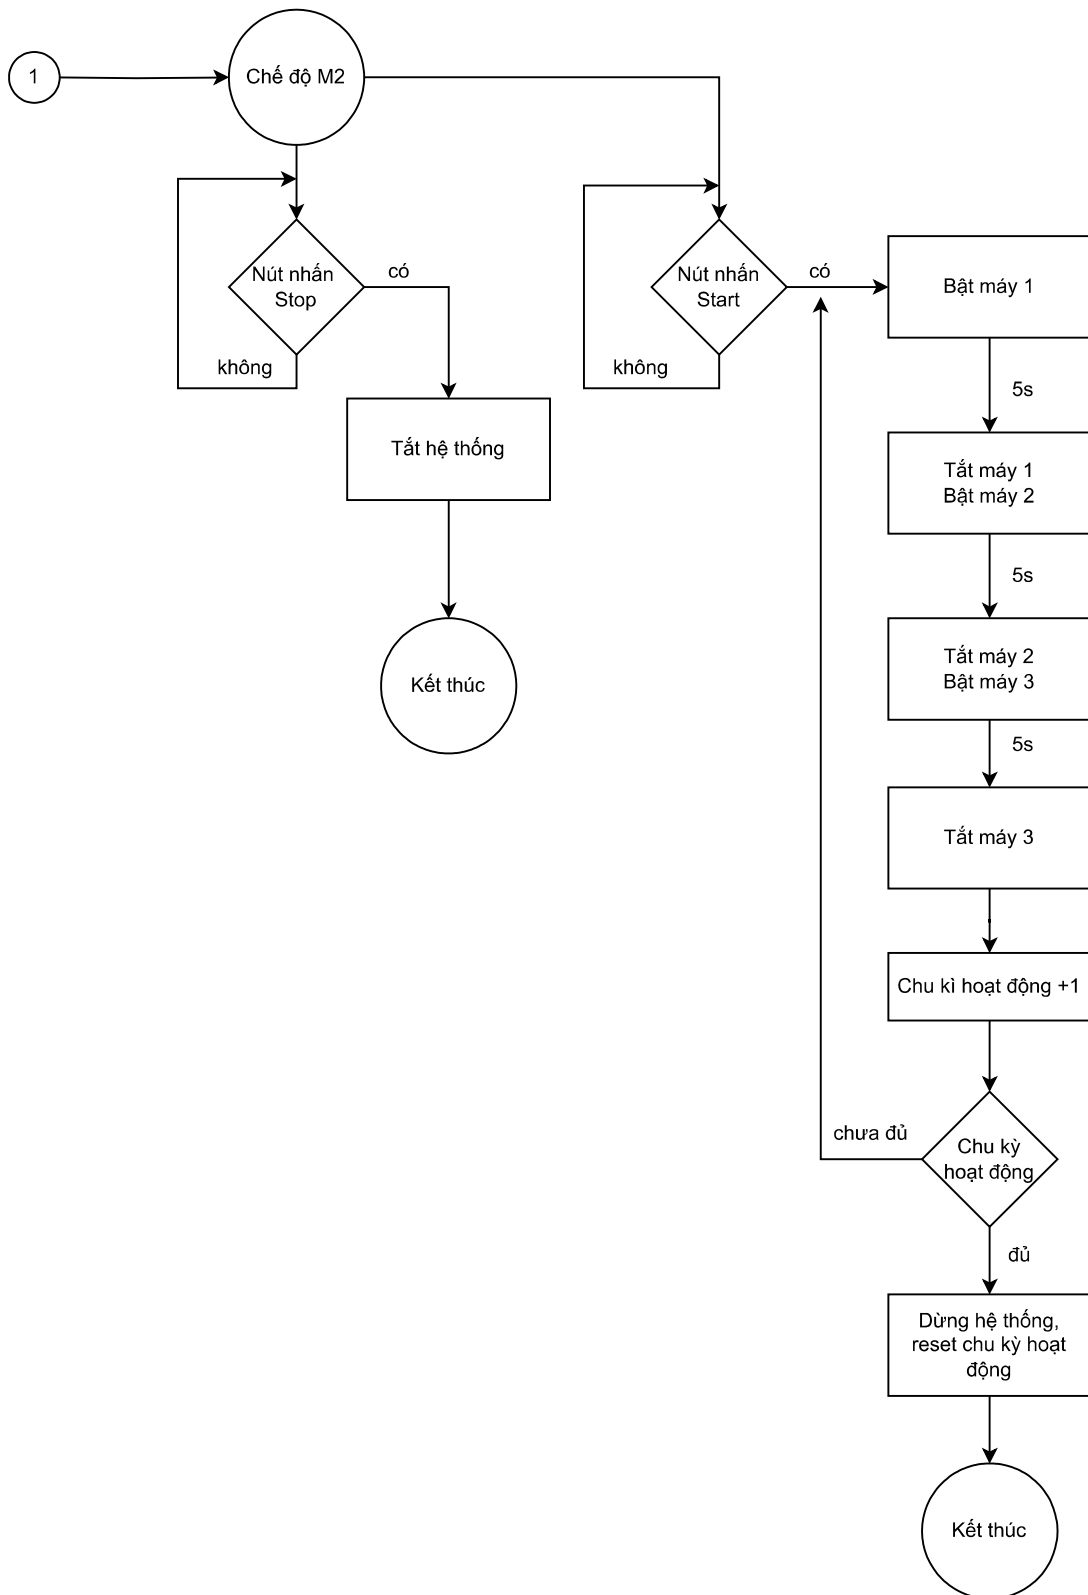 1
Chế độ M2
Nút nhấn
Stop
có
không
Tắt hệ thống
Kết thúc
Nút nhấn
Start
có
không
Bật máy 1
5s
Tắt máy 1
Bật máy 2
5s
Tắt máy 2
Bật máy 3
5s
Tắt máy 3
Chu kì hoạt động +1
Chu kỳ
hoạt động
chưa đủ
đủ
Dừng hệ thống,
reset chu kỳ hoạt
động
Kết thúc